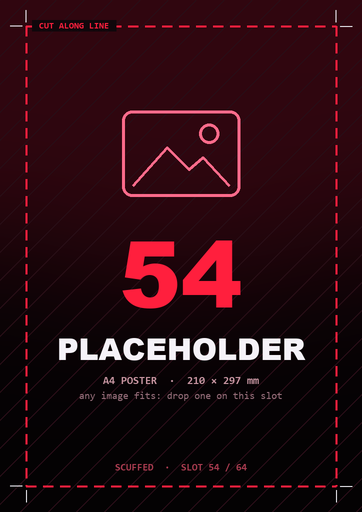 CUT ALONG LINE
54
PLACEHOLDER
A4 POSTER · 210 × 297 mm
any image fits: drop one on this slot
SCUFFED · SLOT 54 / 64